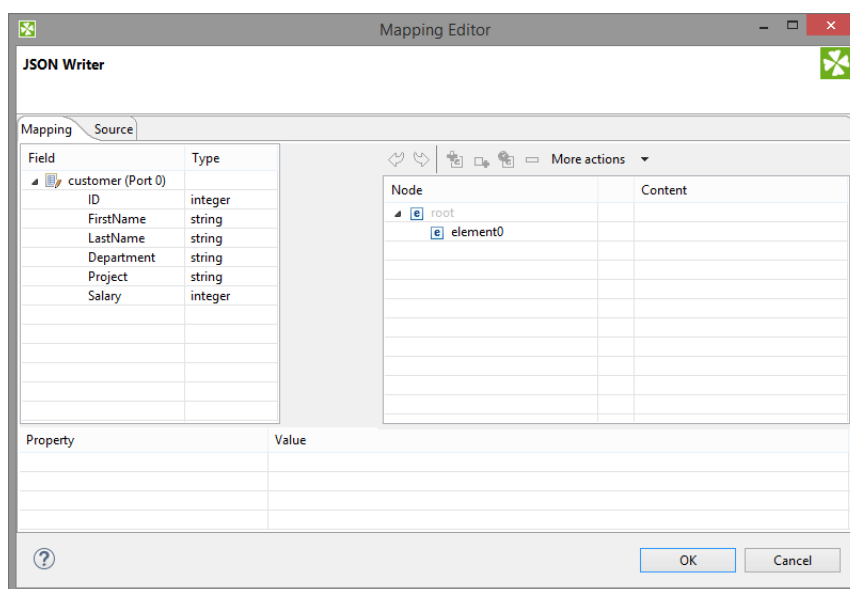 Mapping Editor
JSON Writer
Mapping Source
Field Type
customer (Port 0)
ID integer
FirstName string
LastName string
Department string
Project string
Salary integer
More actions
Node Content
e root
e element0
Property Value
? OK Cancel